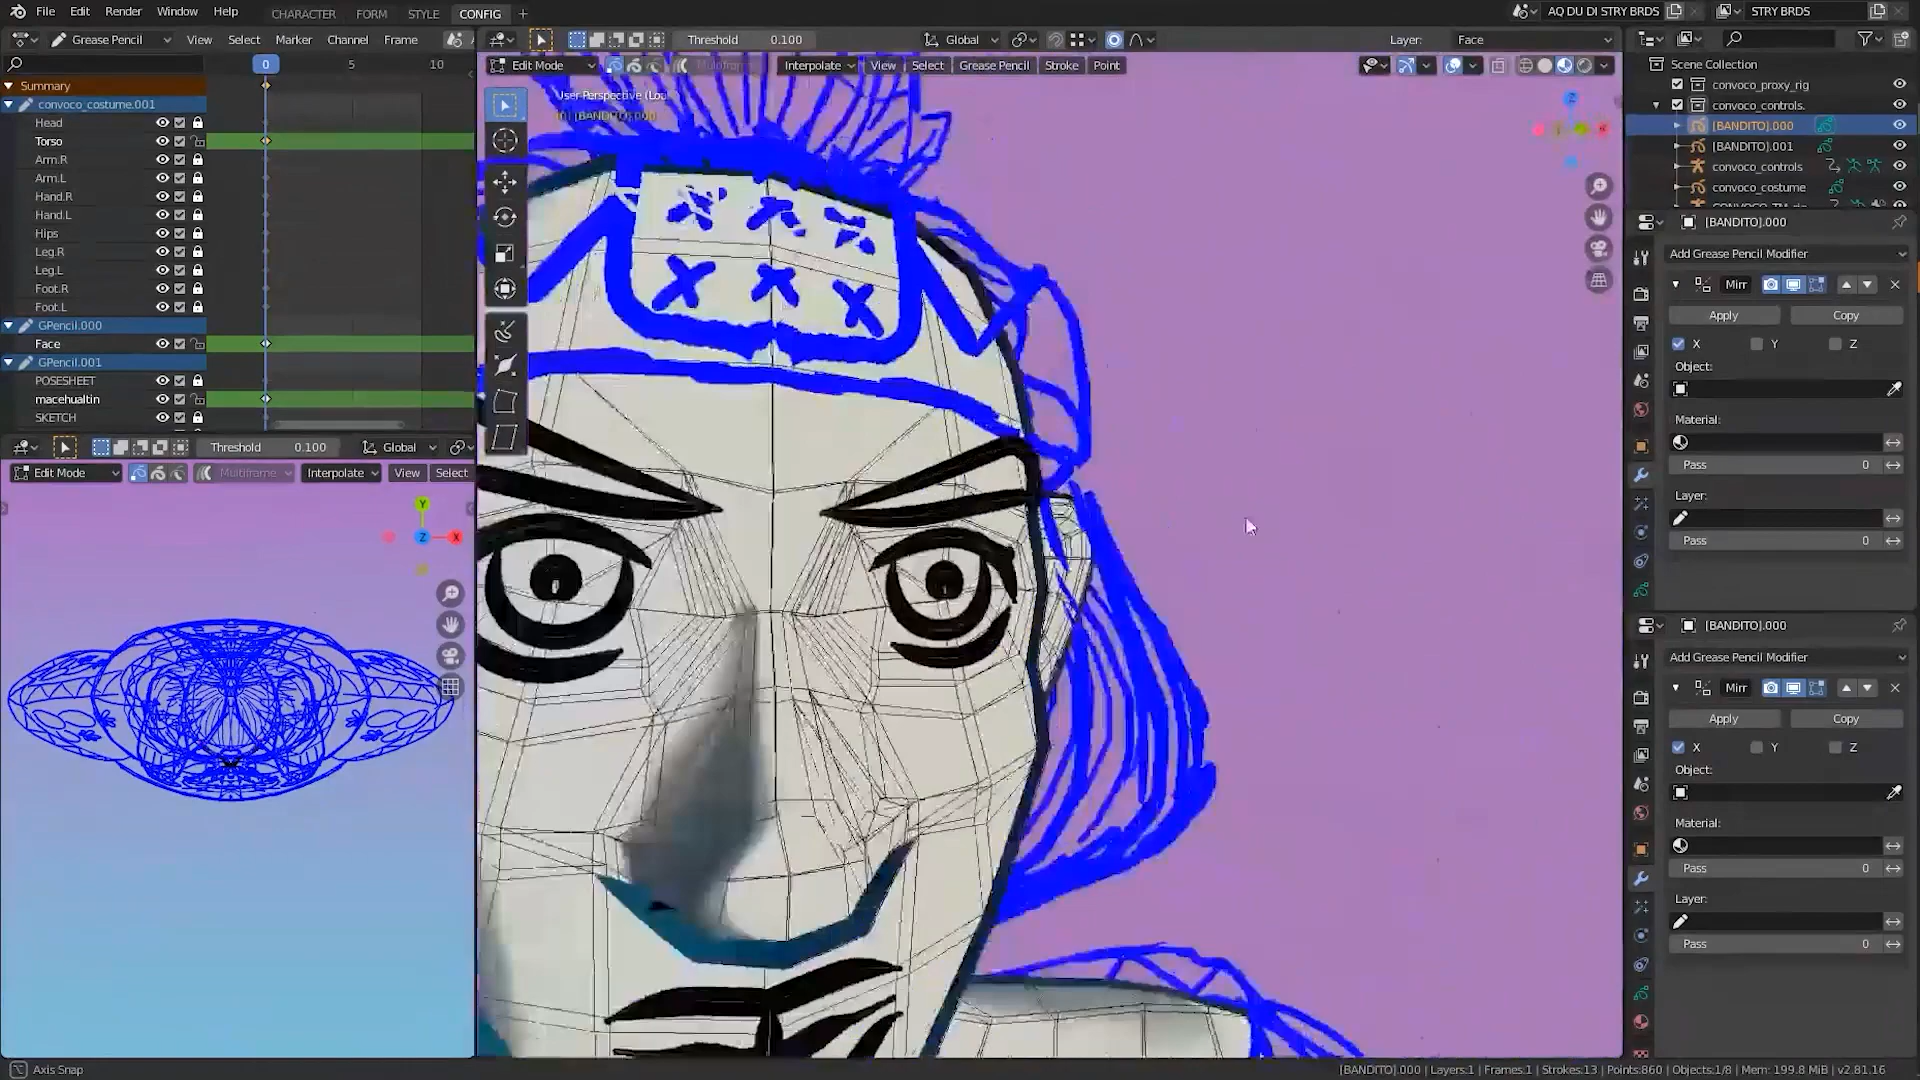 File Edit Render Window Help CHARACTER FORM STYLE CONFIG + AQ DU DI STRY BRDS STRY BRDS
Grease Pencil View Select Marker Channel Frame
0 5 10
Summary
convoco_costume.001
Head
Torso
Arm.R
Arm.L
Hand.R
Hand.L
Hips
Leg.R
Leg.L
Foot.R
Foot.L
GPencil.000
Face
GPencil.001
POSESHEET
macehualtin
SKETCH
Threshold 0.100 Global
Edit Mode Multiframe Interpolate View Select
Y
Z X
Threshold 0.100 Global Layer: Face
Edit Mode Interpolate View Select Grease Pencil Stroke Point
User Perspective (Lo
[BANDITO].000
Scene Collection
convoco_proxy_rig
convoco_controls.
[BANDITO].000
[BANDITO].001
convoco_controls
convoco_costume
[BANDITO].000
Add Grease Pencil Modifier
Mirr
Apply Copy
X Y Z
Object:
Material:
Pass 0
Layer:
Pass 0
[BANDITO].000
Add Grease Pencil Modifier
Mirr
Apply Copy
X Y Z
Object:
Material:
Pass 0
Layer:
Pass 0
Axis Snap
[BANDITO].000 | Layers:1 | Frames:1 | Strokes:13 | Points:860 | Objects:1/8 | Mem: 199.8 MiB | v2.81.16